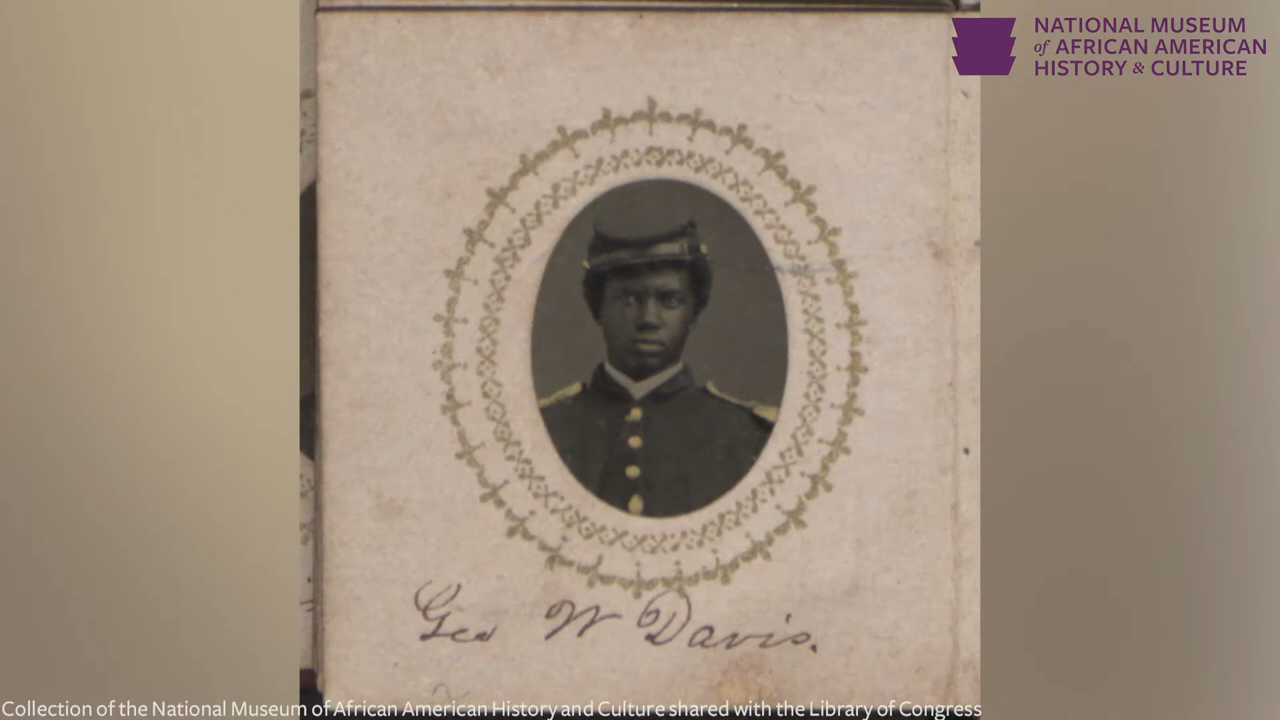 NATIONAL MUSEUM
of AFRICAN AMERICAN
HISTORY & CULTURE
Geo W Davis.
Collection of the National Museum of African American History and Culture shared with the Library of Congress